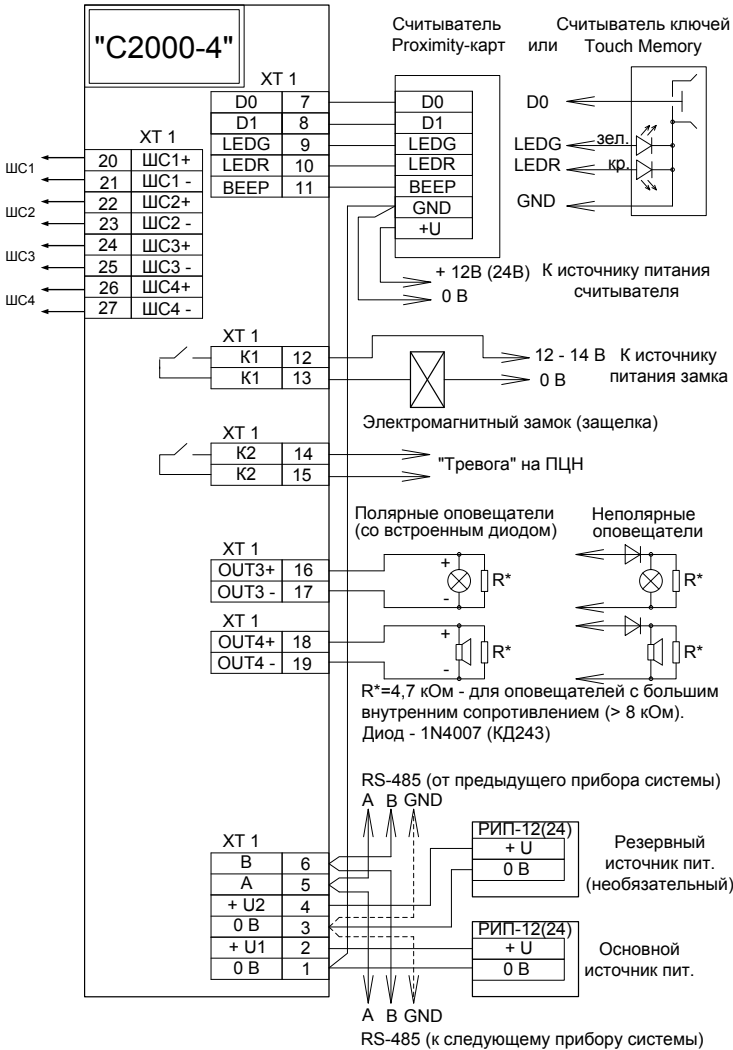 "С2000-4"
Считыватель
Proximity-карт
или
Считыватель ключей
Touch Memory
XT 1
D0 7
D1 8
LEDG 9
LEDR 10
BEEP 11
D0
D1
LEDG
LEDR
BEEP
GND
+U
D0
LEDG
зел.
LEDR
кр.
GND
+ 12В (24В)
0 В
К источнику питания
считывателя
XT 1
ШС1
20 ШС1+
21 ШС1 -
ШС2
22 ШС2+
23 ШС2 -
ШС3
24 ШС3+
25 ШС3 -
ШС4
26 ШС4+
27 ШС4 -
XT 1
К1 12
К1 13
12 - 14 В
0 В
К источнику
питания замка
Электромагнитный замок (защелка)
XT 1
К2 14
К2 15
"Тревога" на ПЦН
Полярные оповещатели
(со встроенным диодом)
Неполярные
оповещатели
XT 1
OUT3+ 16
OUT3 - 17
+
-
R*
R*
XT 1
OUT4+ 18
OUT4 - 19
+
-
R*
R*
R*=4,7 кОм - для оповещателей с большим
внутренним сопротивлением (> 8 кОм).
Диод - 1N4007 (КД243)
RS-485 (от предыдущего прибора системы)
A B GND
XT 1
B 6
A 5
+ U2 4
0 В 3
+ U1 2
0 В 1
РИП-12(24)
+ U
0 В
Резервный
источник пит.
(необязательный)
РИП-12(24)
+ U
0 В
Основной
источник пит.
A B GND
RS-485 (к следующему прибору системы)